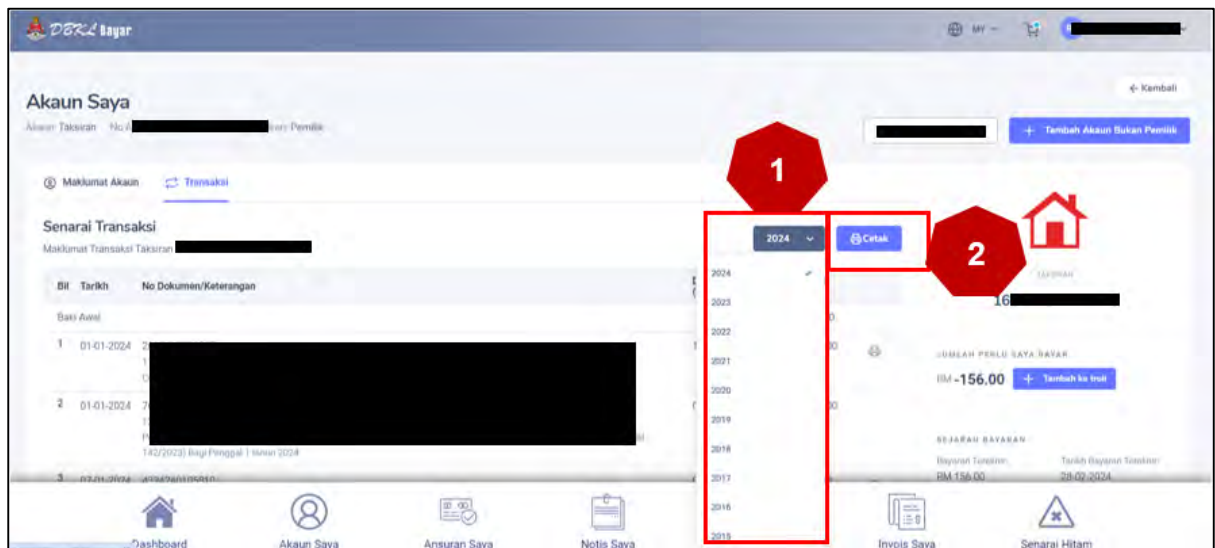 DBKL Bayar
MY
Akaun Saya
← Kembali
Akaun Taksiran No A Pemilik
+ Tambah Akaun Bukan Pemilik
1
Maklumat Akaun Transaksi
Senarai Transaksi
Maklumat Transaksi Taksiran
2024 Cetak
2
Bil Tarikh No Dokumen/Keterangan
TAKSIRAN
16
Baki Awal
1 01-01-2024
2 01-01-2024
142/2023) Bagi Penggal 1 tahun 2024
3
2024
2023
2022
2021
2020
2019
2018
2017
2016
2015
JUMLAH PERLU SAYA BAYAR
RM -156.00 + Tambah ke troli
SEJARAH BAYARAN
Bayaran Terakhir: Tarikh Bayaran Terakhir:
RM 156.00 28-02-2024
Dashboard Akaun Saya Ansuran Saya Notis Saya Invois Saya Senarai Hitam